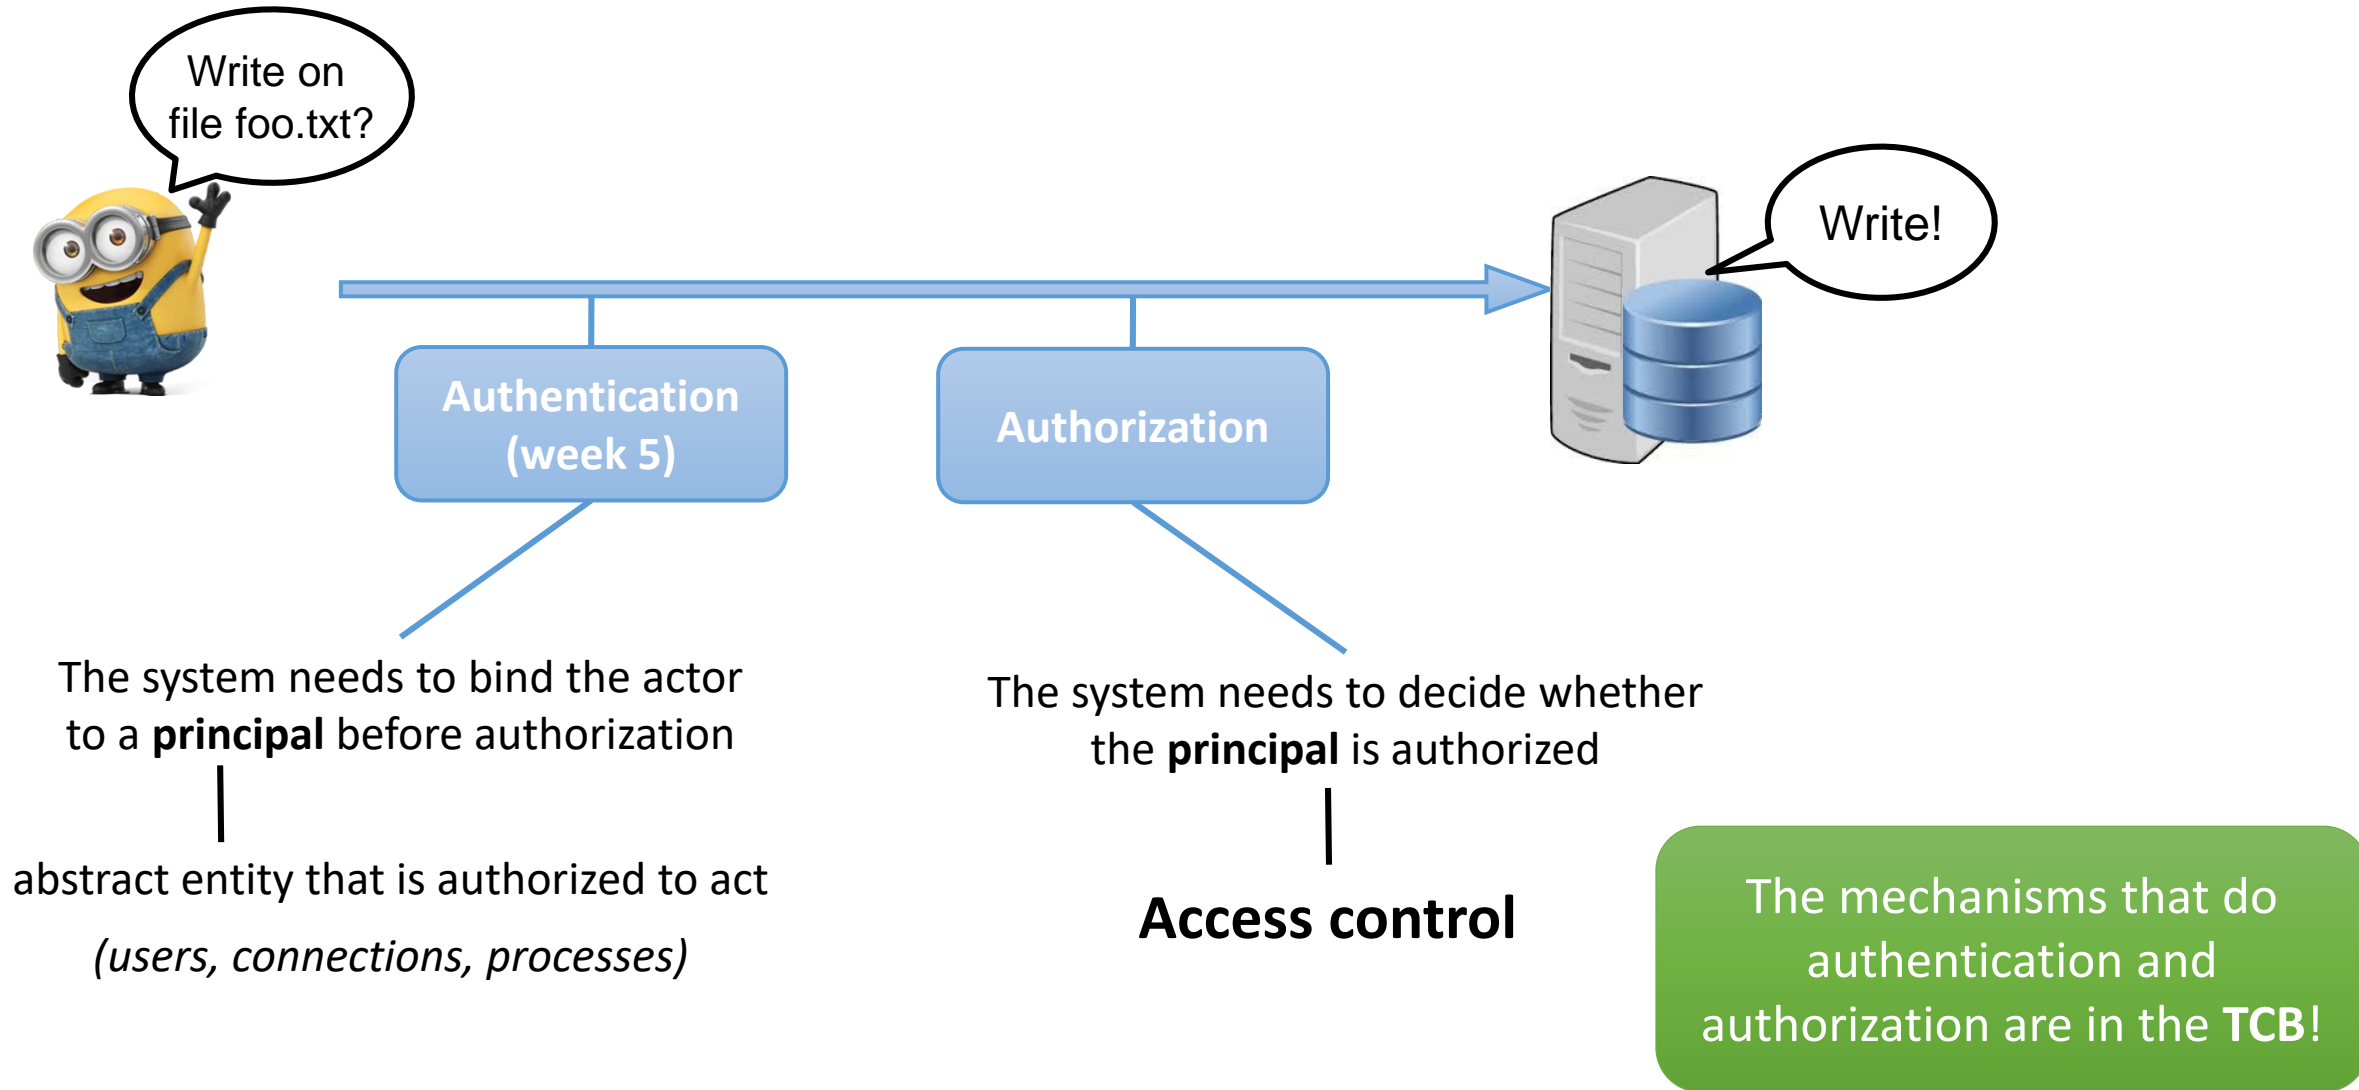 Write on
file foo.txt?
Write!
Authentication
(week 5)
Authorization
The system needs to bind the actor
to a principal before authorization
abstract entity that is authorized to act
(users, connections, processes)
The system needs to decide whether
the principal is authorized
Access control
The mechanisms that do
authentication and
authorization are in the TCB!